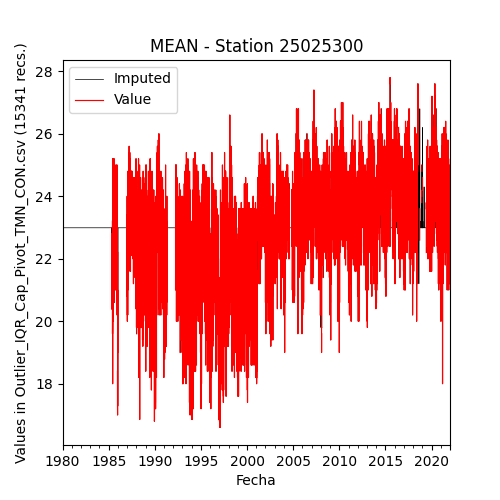 MEAN - Station 25025300
Imputed
Value
Values in Outlier_IQR_Cap_Pivot_TMN_CON.csv (15341 recs.)
28
26
24
22
20
18
1980 1985 1990 1995 2000 2005 2010 2015 2020
Fecha